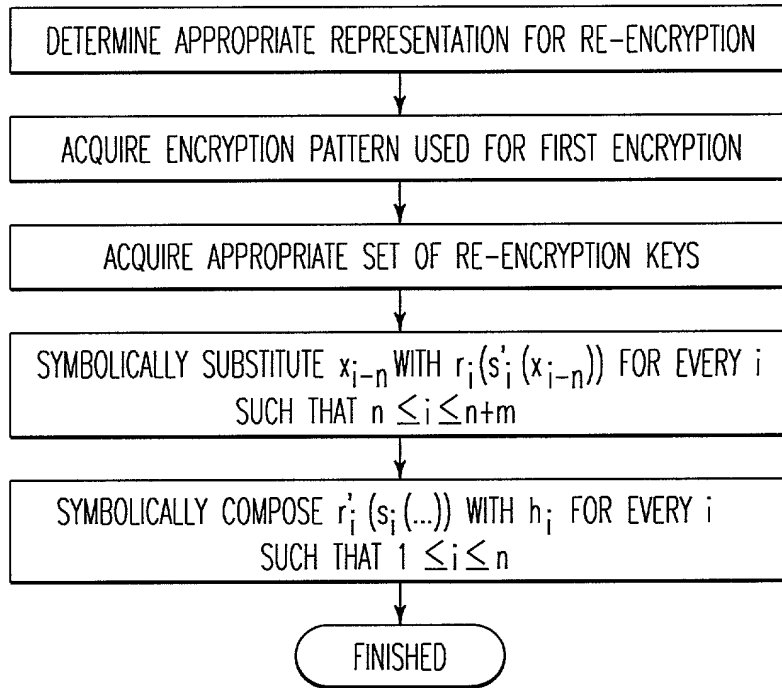 DETERMINE APPROPRIATE REPRESENTATION FOR RE-ENCRYPTION
ACQUIRE ENCRYPTION PATTERN USED FOR FIRST ENCRYPTION
ACQUIRE APPROPRIATE SET OF RE-ENCRYPTION KEYS
SYMBOLICALLY SUBSTITUTE x_{i-n} WITH r_i(s'_i(x_{i-n})) FOR EVERY i
SUCH THAT n ≤ i ≤ n+m
SYMBOLICALLY COMPOSE r'_i(s_i(...)) WITH h_i FOR EVERY i
SUCH THAT 1 ≤ i ≤ n
FINISHED